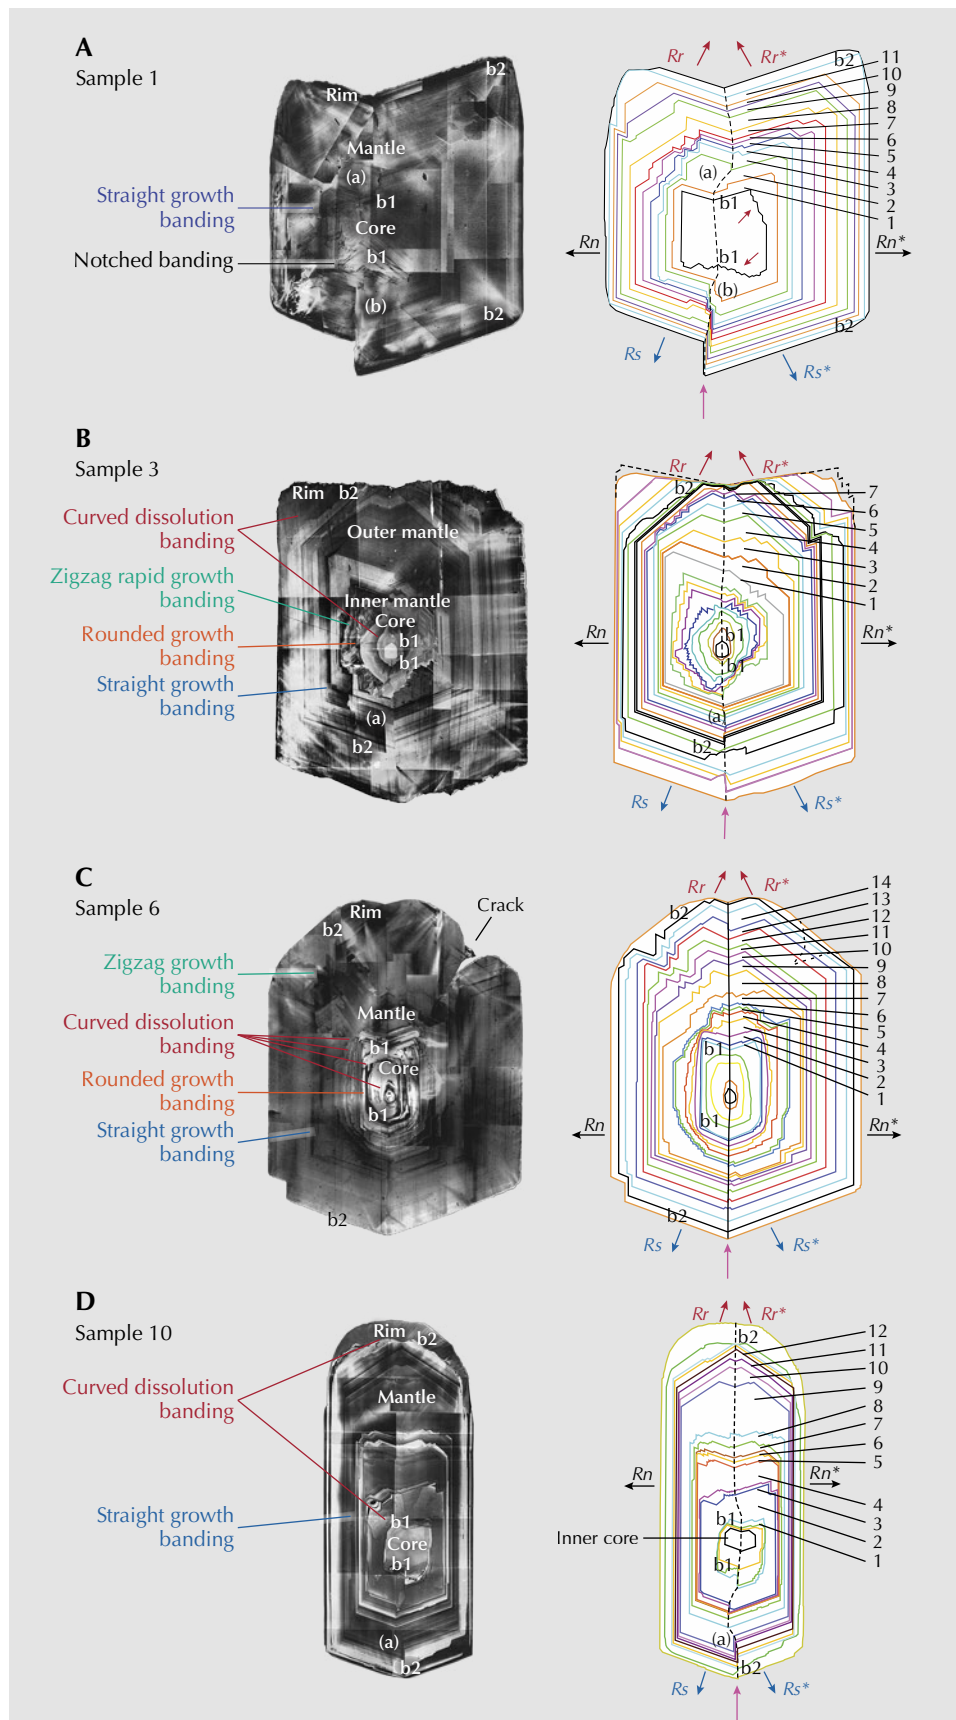 A
Sample 1
Rim
b2
Mantle
(a)
b1
Straight growth
banding
Core
Notched banding
b1
(b)
b2
Rr
Rr*
b2
11
10
9
8
7
6
5
4
3
2
1
(a)
b1
Rn
Rn*
b1
(b)
b2
Rs
Rs*
B
Sample 3
Rim
b2
Curved dissolution
banding
Outer mantle
Zigzag rapid growth
banding
Inner mantle
Core
Rounded growth
banding
b1
b1
Straight growth
banding
(a)
b2
Rr
Rr*
b2
7
6
5
4
3
2
1
Rn
Rn*
b1
b1
(a)
b2
Rs
Rs*
C
Sample 6
Crack
Rim
b2
Zigzag growth
banding
Mantle
Curved dissolution
banding
b1
Core
Rounded growth
banding
b1
Straight growth
banding
b2
Rr
Rr*
b2
14
13
12
11
10
9
8
7
6
5
4
3
2
1
b1
b1
Rn
Rn*
b2
Rs
Rs*
D
Sample 10
Rim
b2
Curved dissolution
banding
Mantle
Straight growth
banding
b1
Core
b1
(a)
b2
Rr
Rr*
b2
12
11
10
9
8
7
6
5
4
3
2
1
Rn
Rn*
b1
Inner core
b1
(a)
b2
Rs
Rs*